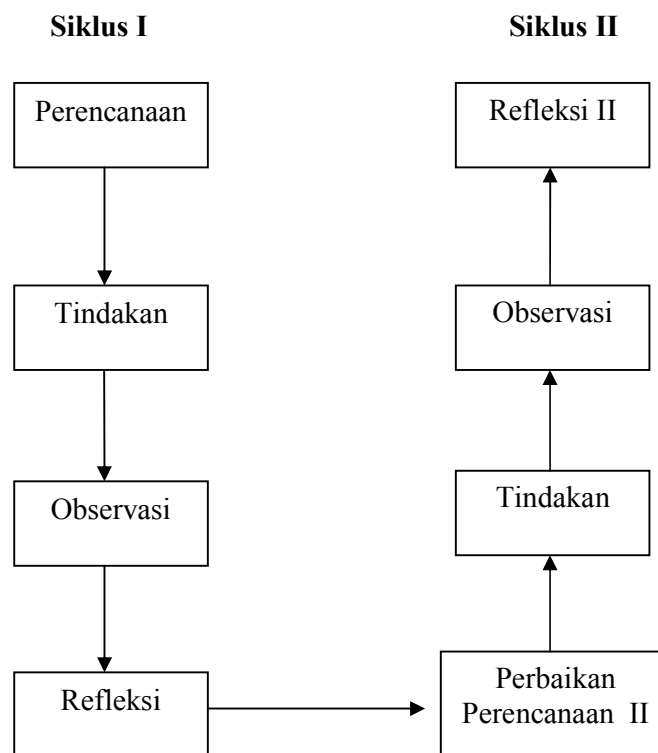 Siklus I
Siklus II
Perencanaan
Refleksi II
Tindakan
Observasi
Observasi
Tindakan
Refleksi
Perbaikan
Perencanaan II